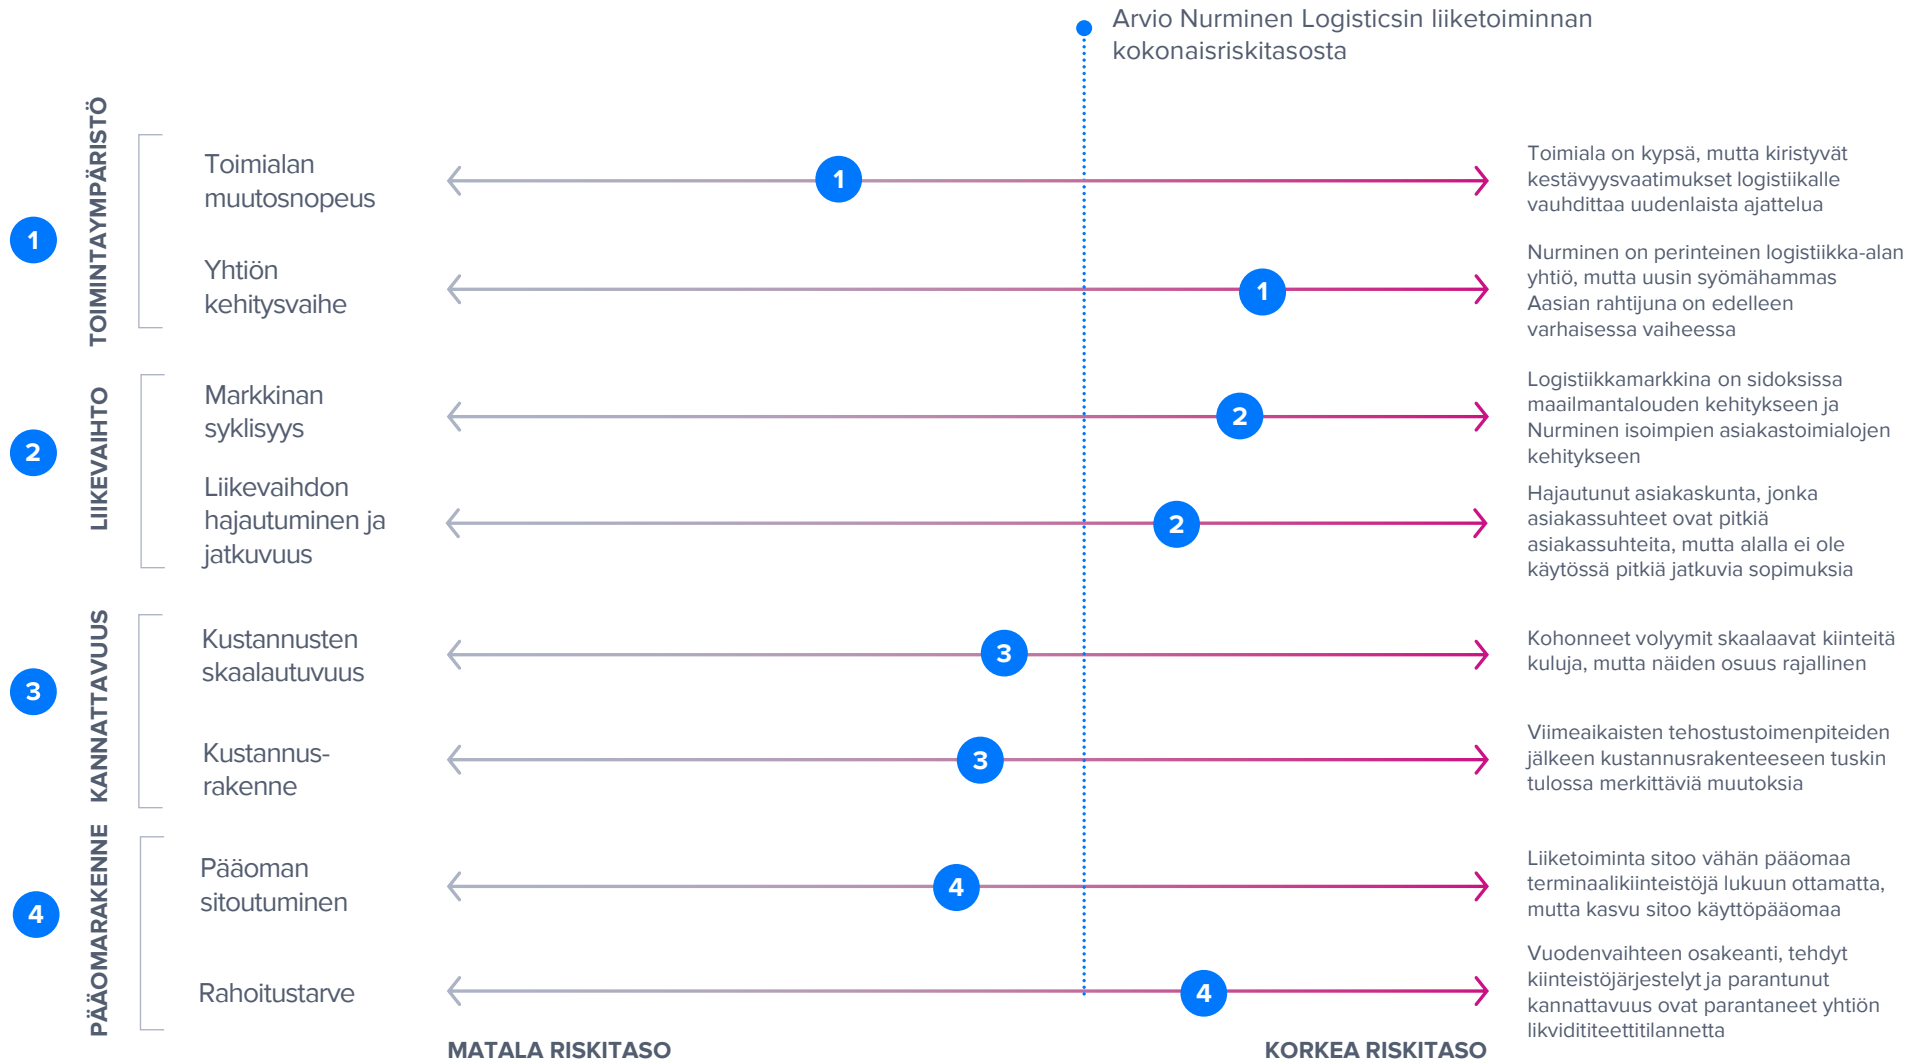 Arvio Nurminen Logisticsin liiketoiminnan
kokonaisriskitasosta
1
TOIMINTAYMPÄRISTÖ
Toimialan
muutosnopeus
1
Toimiala on kypsä, mutta kiristyvät
kestävyysvaatimukset logistiikalle
vauhdittaa uudenlaista ajattelua
Yhtiön
kehitysvaihe
1
Nurminen on perinteinen logistiikka-alan
yhtiö, mutta uusin syömähammas
Aasian rahtijuna on edelleen
varhaisessa vaiheessa
2
LIIKEVAIHTO
Markkinan
syklisyys
2
Logistiikkamarkkina on sidoksissa
maailmantalouden kehitykseen ja
Nurminen isoimpien asiakastoimialojen
kehitykseen
Liikevaihdon
hajautuminen ja
jatkuvuus
2
Hajautunut asiakaskunta, jonka
asiakassuhteet ovat pitkiä
asiakassuhteita, mutta alalla ei ole
käytössä pitkiä jatkuvia sopimuksia
3
KANNATTAVUUS
Kustannusten
skaalautuvuus
3
Kohonneet volyymit skaalaavat kiinteitä
kuluja, mutta näiden osuus rajallinen
Kustannus-
rakenne
3
Viimeaikaisten tehostustoimenpiteiden
jälkeen kustannusrakenteeseen tuskin
tulossa merkittäviä muutoksia
4
PÄÄOMARAKENNE
Pääoman
sitoutuminen
4
Liiketoiminta sitoo vähän pääomaa
terminaalikiinteistöjä lukuun ottamatta,
mutta kasvu sitoo käyttöpääomaa
Rahoitustarve
4
Vuodenvaihteen osakeanti, tehdyt
kiinteistöjärjestelyt ja parantunut
kannattavuus ovat parantaneet yhtiön
likvidititeettitilannetta
MATALA RISKITASO
KORKEA RISKITASO